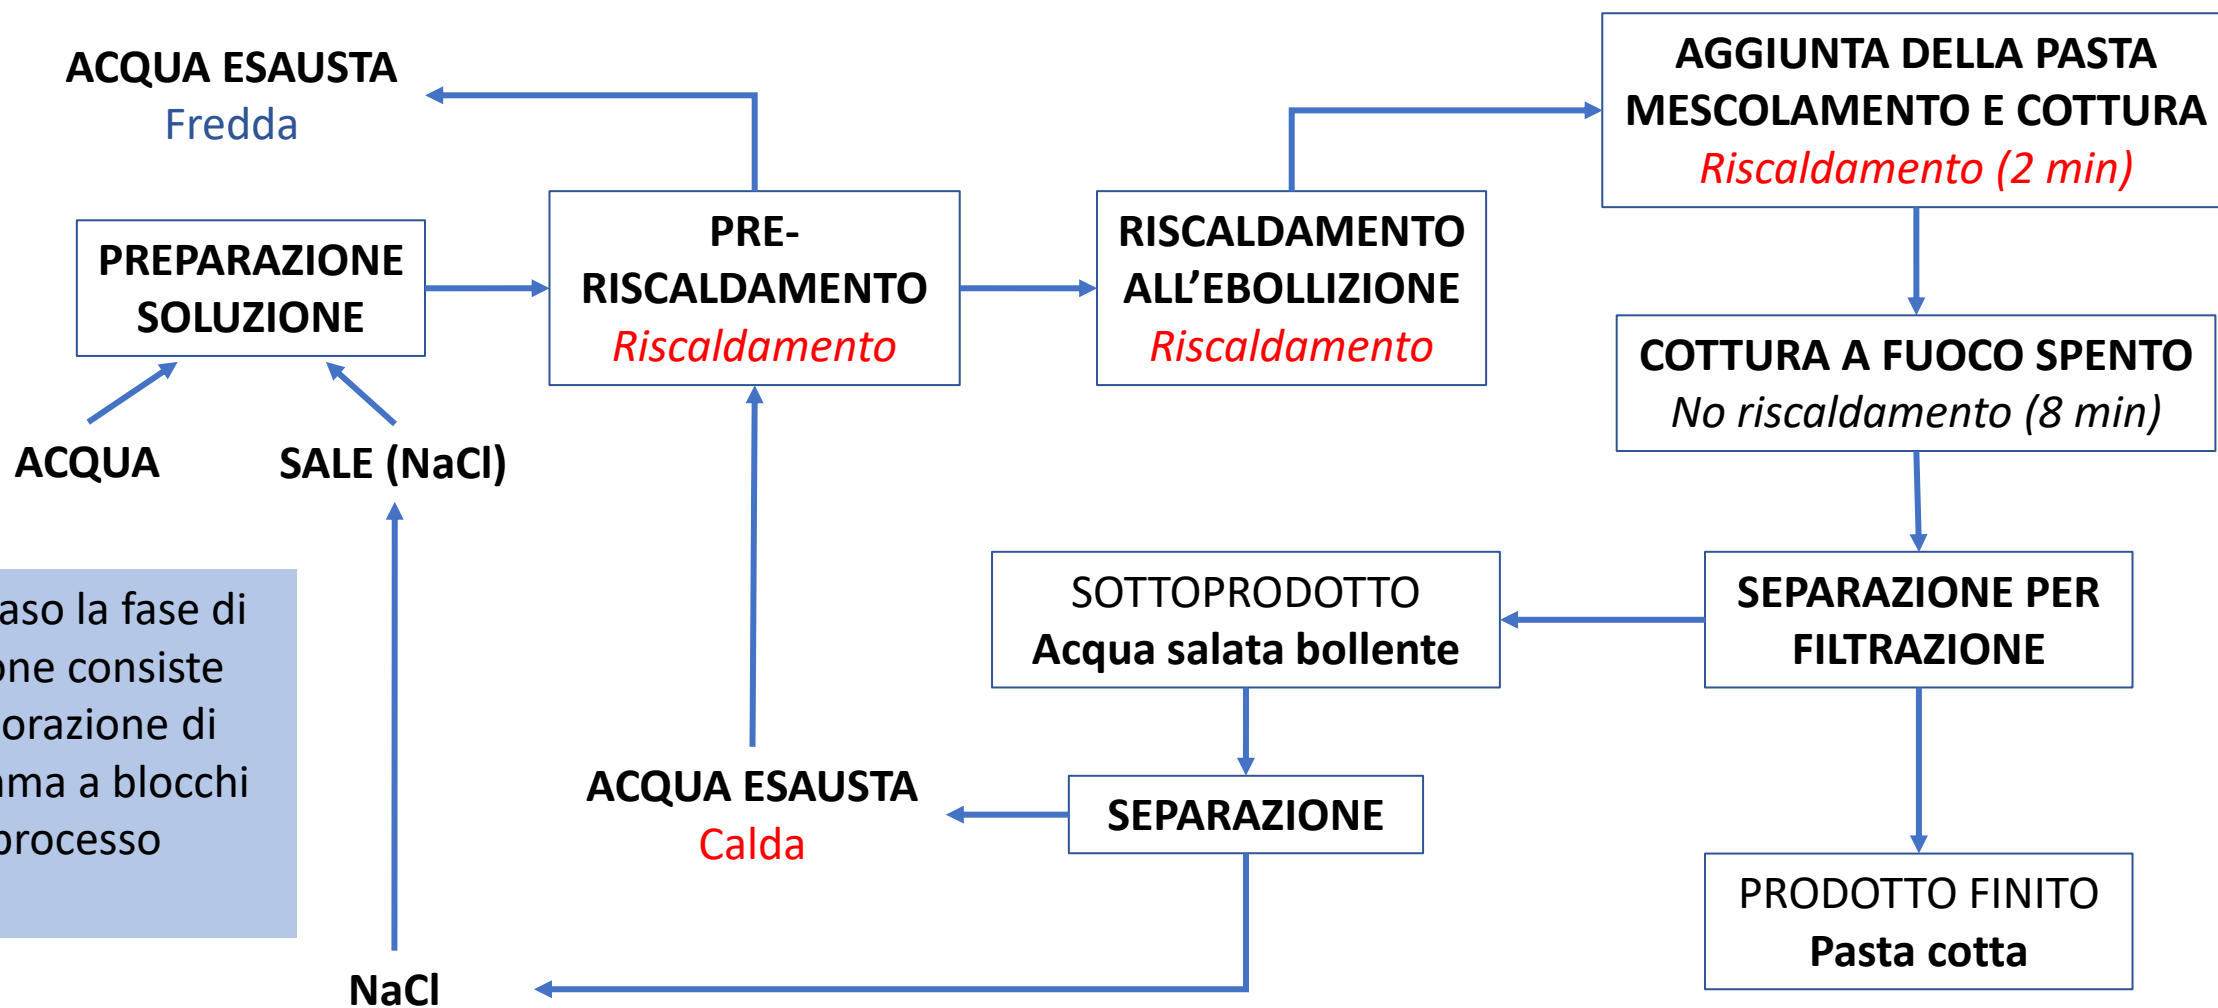 ACQUA ESAUSTA
Fredda
AGGIUNTA DELLA PASTA
MESCOLAMENTO E COTTURA
Riscaldamento (2 min)
PREPARAZIONE
SOLUZIONE
PRE-
RISCALDAMENTO
Riscaldamento
RISCALDAMENTO
ALL’EBOLLIZIONE
Riscaldamento
COTTURA A FUOCO SPENTO
No riscaldamento (8 min)
ACQUA
SALE (NaCl)
SOTTOPRODOTTO
Acqua salata bollente
SEPARAZIONE PER
FILTRAZIONE
aso la fase di
one consiste
orazione di
ma a blocchi
processo
ACQUA ESAUSTA
Calda
SEPARAZIONE
PRODOTTO FINITO
Pasta cotta
NaCl